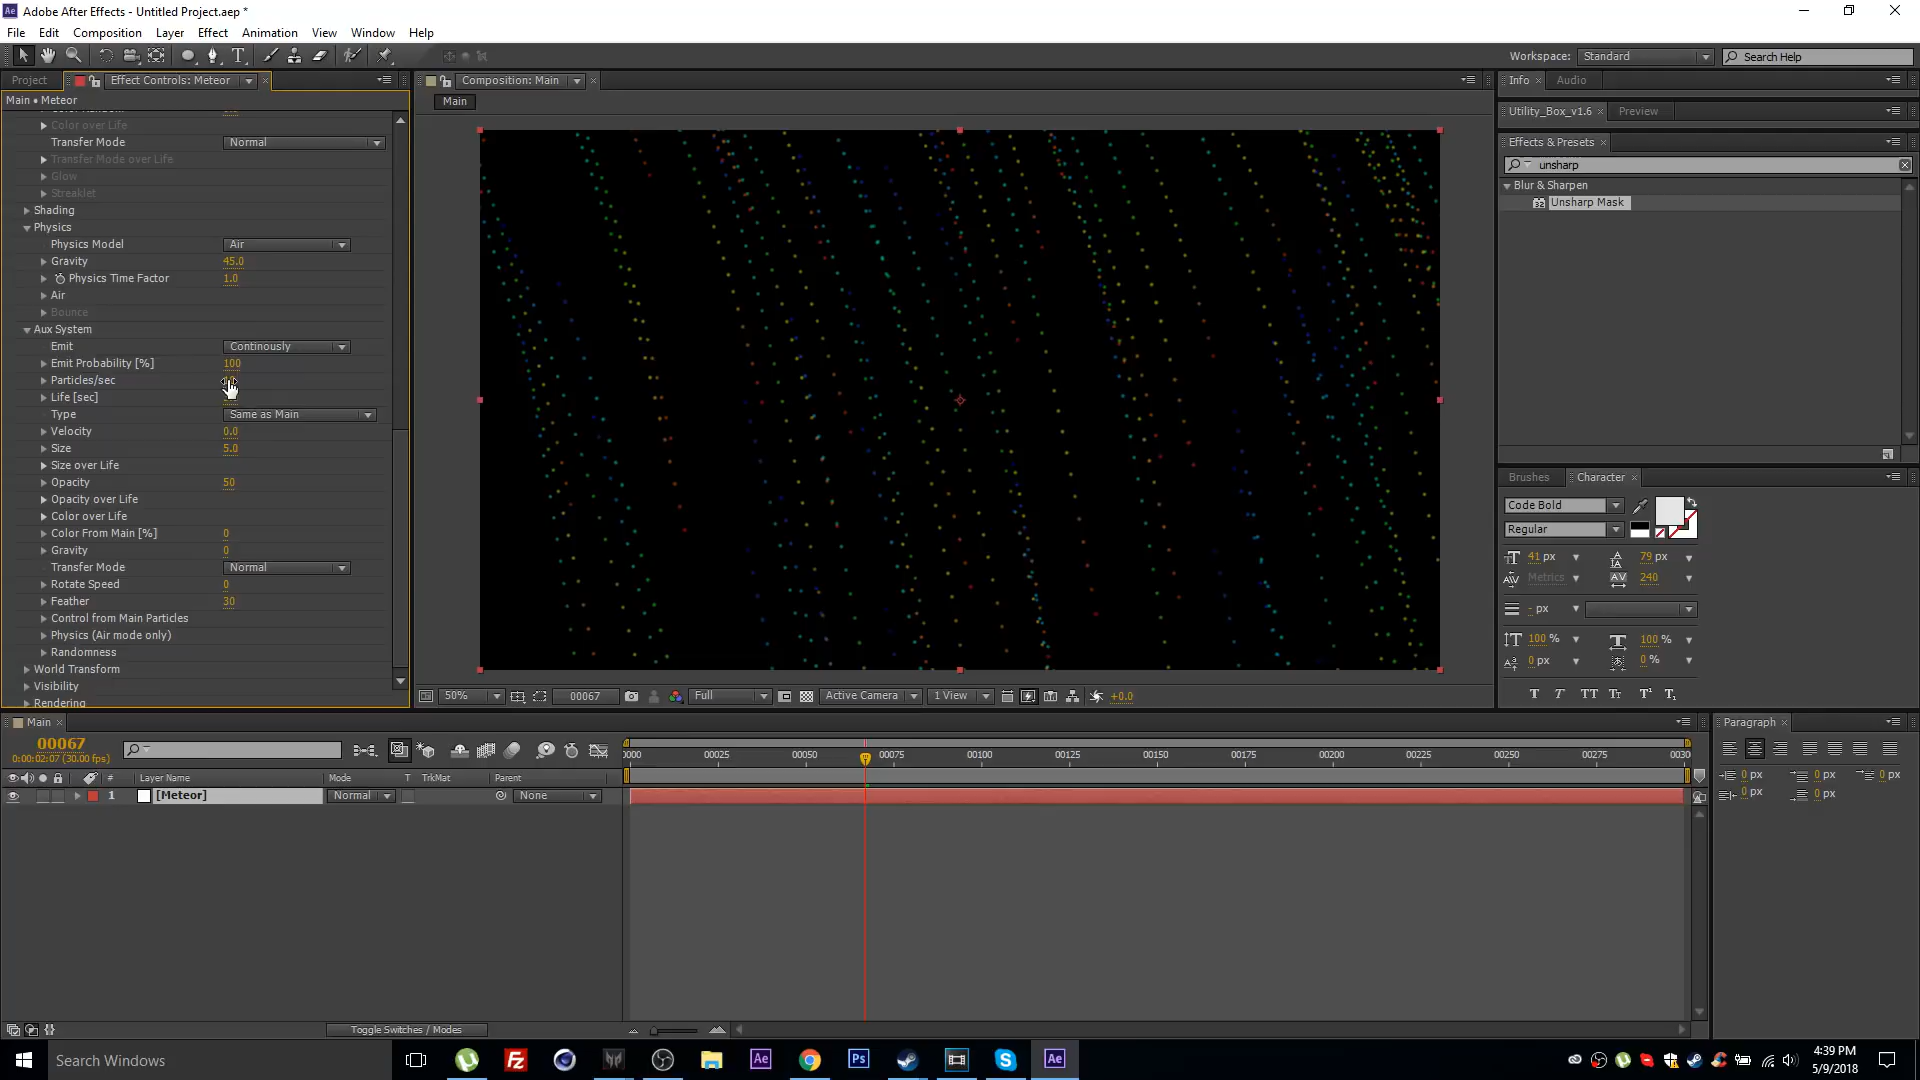 Adobe After Effects - Untitled Project.aep *
File Edit Composition Layer Effect Animation View Window Help
Workspace: Standard Search Help
Project Effect Controls: Meteor Composition: Main Info Audio
Main • Meteor Main
Utility_Box_v1.6 Preview
Color over Life
Transfer Mode Normal
Transfer Mode over Life
Glow
Streaklet
Shading
Physics
Physics Model Air
Gravity 45.0
Physics Time Factor 1.0
Air
Bounce
Aux System
Emit Continously
Emit Probability [%] 100
Particles/sec
Life [sec]
Type Same as Main
Velocity 0.0
Size 5.0
Size over Life
Opacity 50
Opacity over Life
Color over Life
Color From Main [%] 0
Gravity 0
Transfer Mode Normal
Rotate Speed 0
Feather 30
Control from Main Particles
Physics (Air mode only)
Randomness
World Transform
Visibility
Rendering
50% 00067 Full Active Camera 1 View +0.0
Effects & Presets
unsharp
Blur & Sharpen
32 Unsharp Mask
Brushes Character
Code Bold
Regular
41 px 79 px
Metrics 240
- px
100 % 100 %
0 px 0 %
T T TT Tt T¹ T₁
Main
00067
0:00:02:07 (30.00 fps)
0000 00025 00050 00075 00100 00125 00150 00175 00200 00225 00250 00275 0030
# Layer Name Mode T TrkMat Parent
1 [Meteor] Normal None
Toggle Switches / Modes
Paragraph
0 px 0 px 0 px
0 px 0 px
Search Windows
4:39 PM
5/9/2018